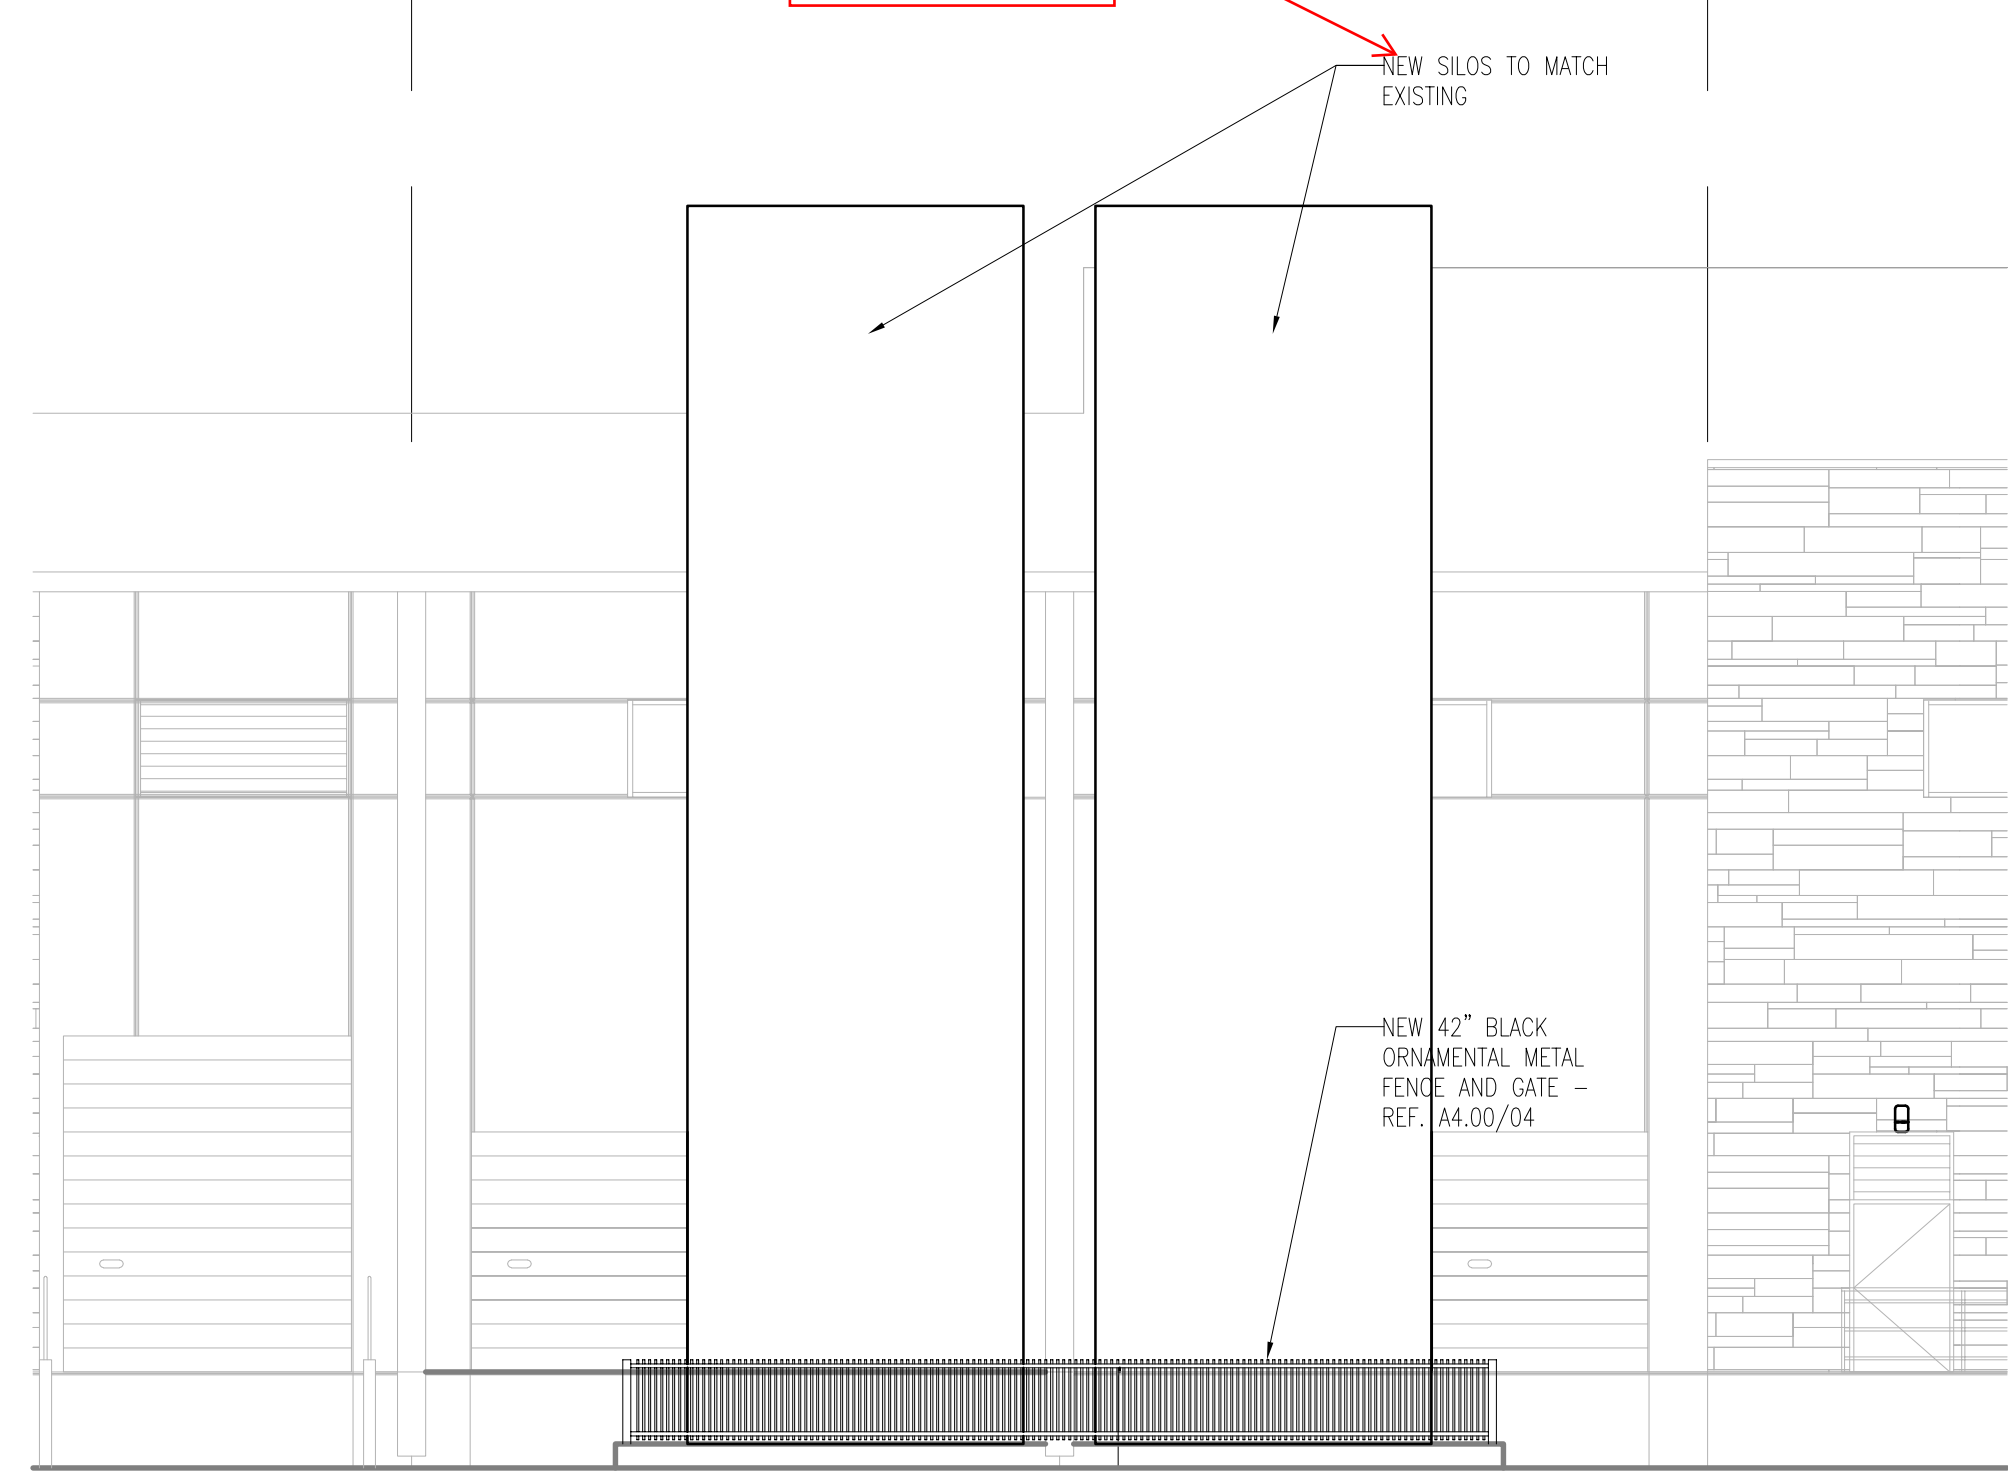 NEW SILOS TO MATCH
EXISTING
NEW 42" BLACK
ORNAMENTAL METAL
FENCE AND GATE –
REF. A4.00/04